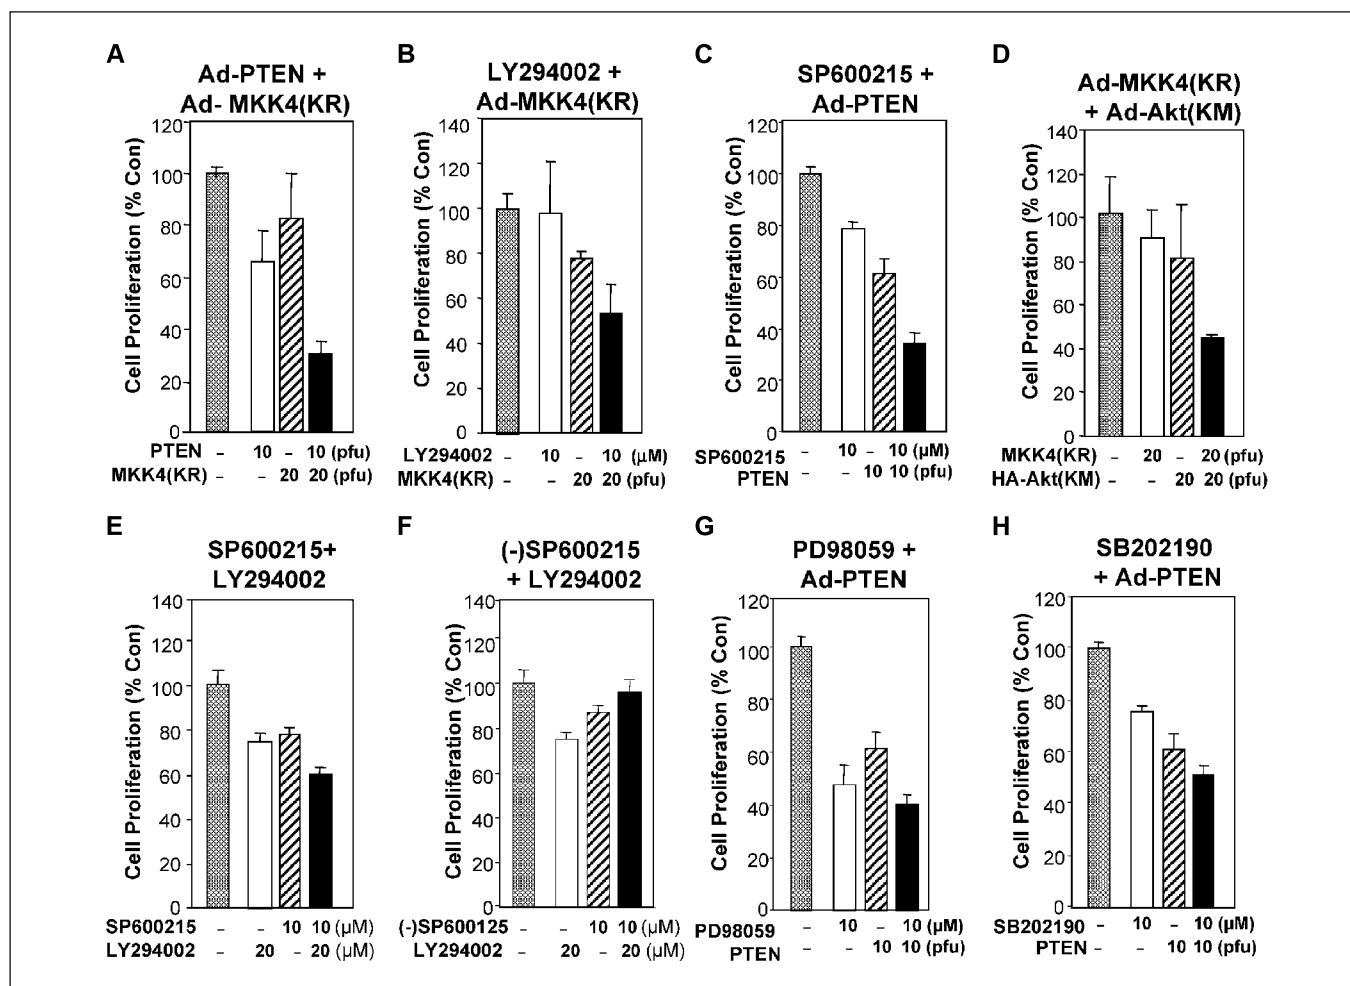 A
Ad-PTEN +
Ad- MKK4(KR)
Cell Proliferation (% Con)
120
100
80
60
40
20
0
PTEN - 10 - 10 (pfu)
MKK4(KR) - - 20 20 (pfu)
B
LY294002 +
Ad-MKK4(KR)
Cell Proliferation (% Con)
140
120
100
80
60
40
20
0
LY294002 - 10 - 10 (μM)
MKK4(KR) - - 20 20 (pfu)
C
SP600215 +
Ad-PTEN
Cell Proliferation (% Con)
120
100
80
60
40
20
0
SP600215 - 10 - 10 (μM)
PTEN - - 10 10 (pfu)
D
Ad-MKK4(KR)
+ Ad-Akt(KM)
Cell Proliferation (% Con)
140
120
100
80
60
40
20
0
MKK4(KR) - 20 - 20 (pfu)
HA-Akt(KM) - - 20 20 (pfu)
E
SP600215+
LY294002
Cell Proliferation (% Con)
140
120
100
80
60
40
20
0
SP600215 - - 10 10 (μM)
LY294002 - 20 - 20 (μM)
F
(-)SP600215
+ LY294002
Cell Proliferation (% Con)
140
120
100
80
60
40
20
0
(-)SP600125 - - 10 10 (μM)
LY294002 - 20 - 20 (μM)
G
PD98059 +
Ad-PTEN
Cell Proliferation (% Con)
120
100
80
60
40
20
0
PD98059 - 10 - 10 (μM)
PTEN - - 10 10 (pfu)
H
SB202190
+ Ad-PTEN
Cell Proliferation (% Con)
120
100
80
60
40
20
0
SB202190 - 10 - 10 (μM)
PTEN - - 10 10 (pfu)